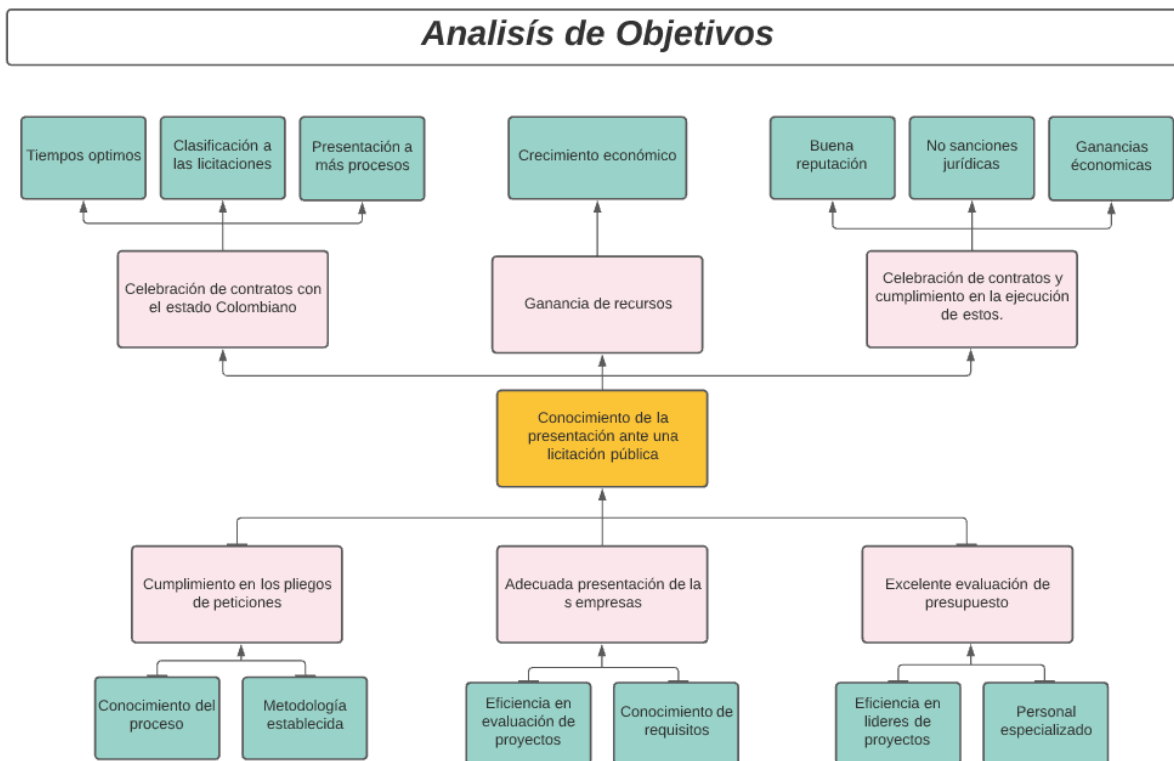 Analisís de Objetivos
Tiempos optimos
Clasificación a
las licitaciones
Presentación a
más procesos
Crecimiento económico
Buena
reputación
No sanciones
jurídicas
Ganancias
économicas
Celebración de contratos con
el estado Colombiano
Ganancia de recursos
Celebración de contratos y
cumplimiento en la ejecución
de estos.
Conocimiento de la
presentación ante una
licitación pública
Cumplimiento en los pliegos
de peticiones
Adecuada presentación de la
s empresas
Excelente evaluación de
presupuesto
Conocimiento del
proceso
Metodología
establecida
Eficiencia en
evaluación de
proyectos
Conocimiento de
requisitos
Eficiencia en
lideres de
proyectos
Personal
especializado